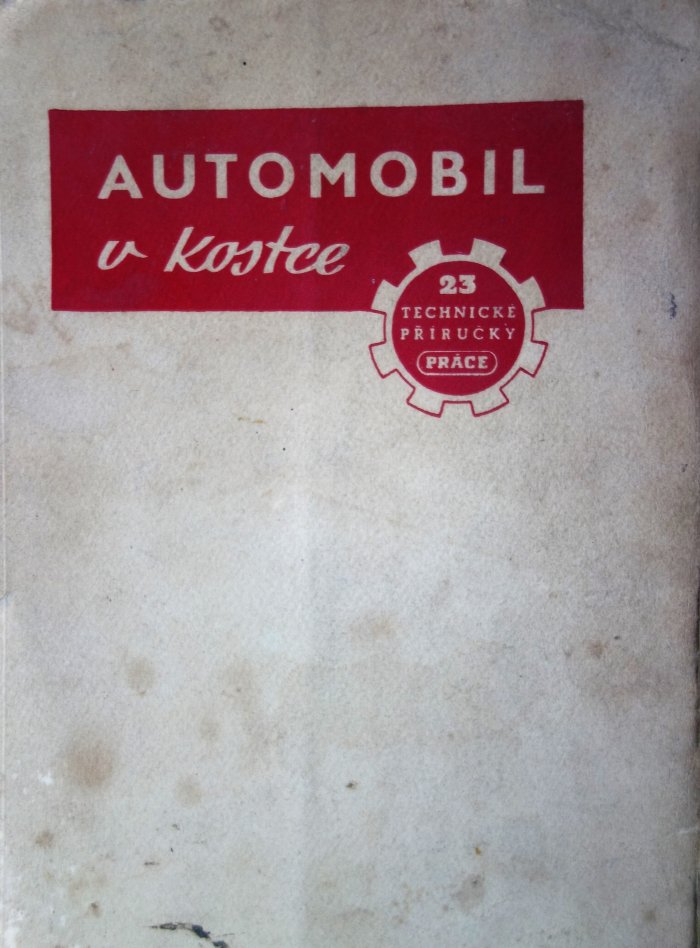 AUTOMOBIL
v kostce
23
TECHNICKÉ
PŘÍRUČKY
PRÁCE